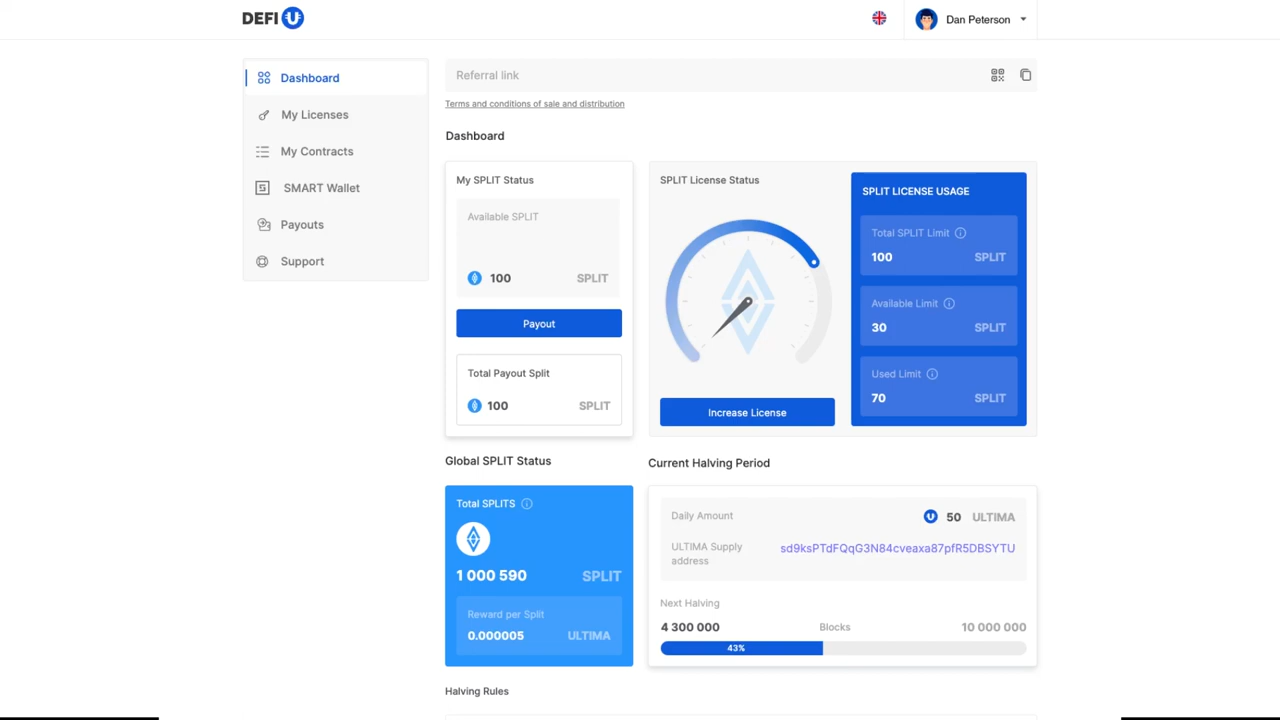 DEFI U
Dan Peterson
Dashboard
My Licenses
My Contracts
SMART Wallet
Payouts
Support
Referral link
Terms and conditions of sale and distribution
Dashboard
My SPLIT Status
Available SPLIT
100 SPLIT
Payout
Total Payout Split
100 SPLIT
SPLIT License Status
Increase License
SPLIT LICENSE USAGE
Total SPLIT Limit
100 SPLIT
Available Limit
30 SPLIT
Used Limit
70 SPLIT
Global SPLIT Status
Total SPLITS
1 000 590 SPLIT
Reward per Split
0.000005 ULTIMA
Current Halving Period
Daily Amount 50 ULTIMA
ULTIMA Supply sd9ksPTdFQqG3N84cveaxa87pfR5DBSYTU
address
Next Halving
4 300 000 Blocks 10 000 000
43%
Halving Rules